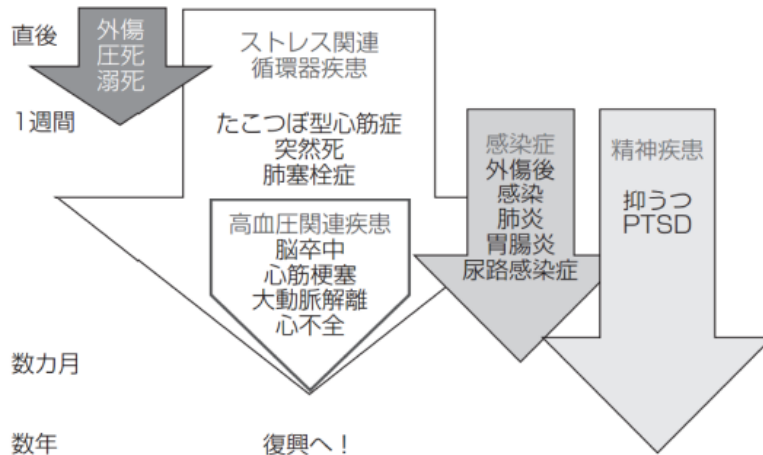 直後
外傷
圧死
溺死
ストレス関連
循環器疾患
1週間
たこつぼ型心筋症
突然死
肺塞栓症
高血圧関連疾患
脳卒中
心筋梗塞
大動脈解離
心不全
感染症
外傷後
感染
肺炎
胃腸炎
尿路感染症
精神疾患
抑うつ
PTSD
数カ月
数年
復興へ！